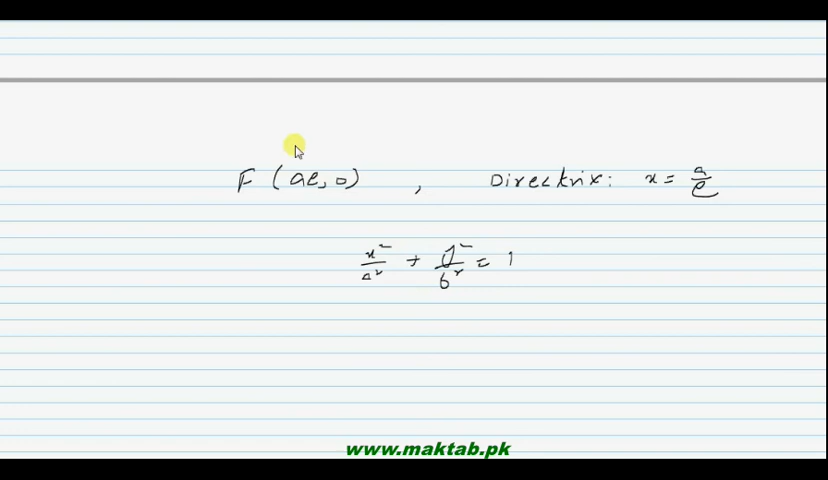 F (ae, 0) , Directrix: x = a/e
x²/a² + y²/b² = 1
www.maktab.pk